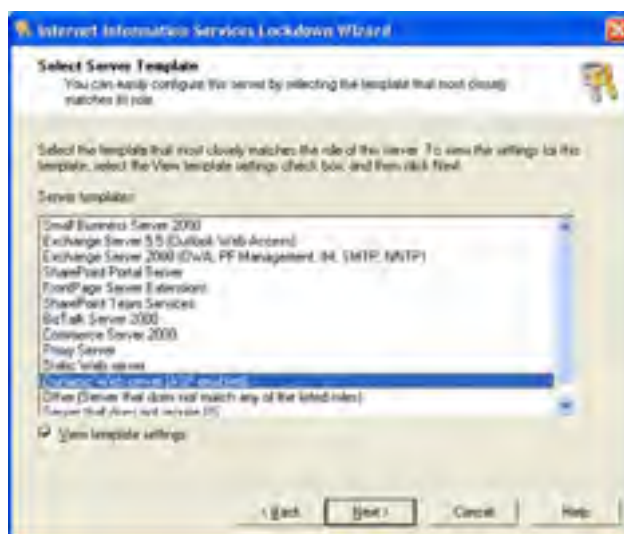 Internet Information Services Lockdown Wizard
Select Server Template
You can easily configure this server by selecting the template that most closely
matches its role.
Select the template that most closely matches the role of this server. To view the settings for this
template, select the View template settings check box, and then click Next.
Server templates:
Small Business Server 2000
Exchange Server 5.5 (Outlook Web Access)
Exchange Server 2000 (OWA, PF Management, IM, SMTP, NNTP)
SharePoint Portal Server
FrontPage Server Extensions
SharePoint Team Services
BizTalk Server 2000
Commerce Server 2000
Proxy Server
Static Web server
Dynamic Web server (ASP enabled)
Other (Server that does not match any of the listed roles)
Server that does not require IIS
View template settings
< Back
Next >
Cancel
Help